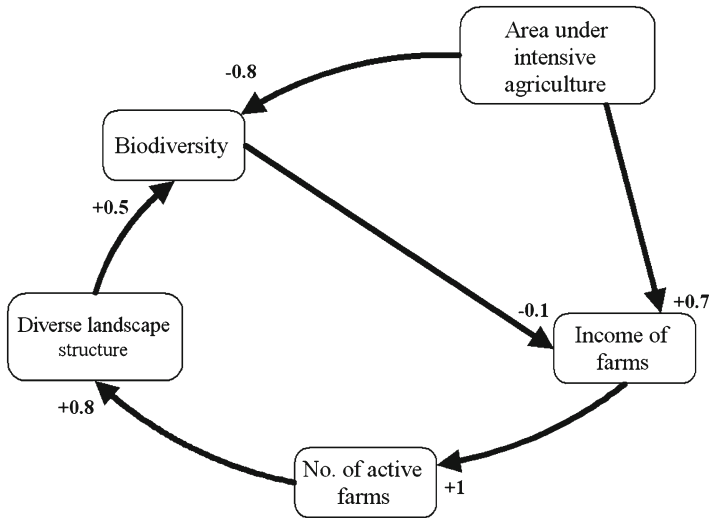 Area under
intensive
agriculture
-0.8
Biodiversity
+0.5
-0.1
+0.7
Diverse landscape
structure
Income of
farms
+0.8
No. of active
farms
+1